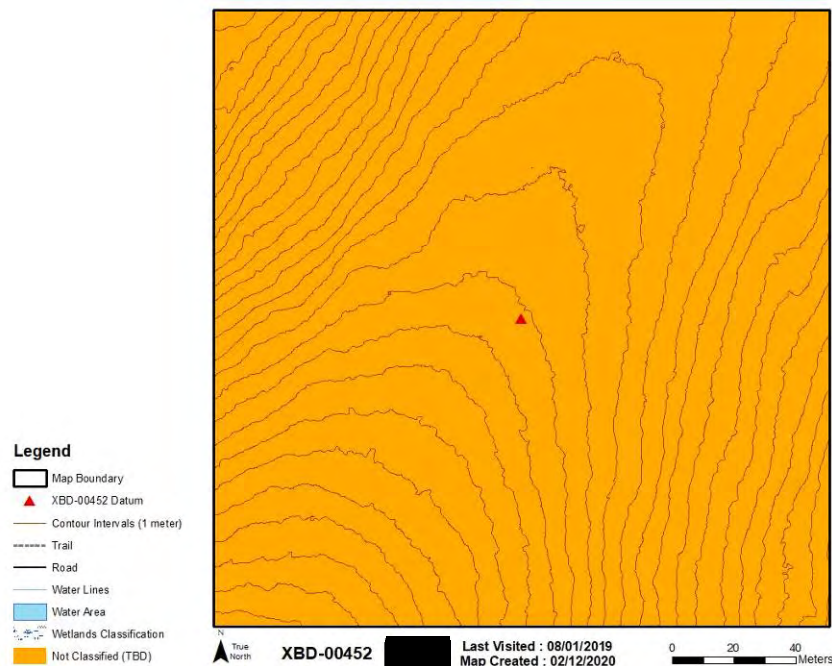 Legend
Map Boundary
XBD-00452 Datum
Contour Intervals (1 meter)
Trail
Road
Water Lines
Water Area
Wetlands Classification
Not Classified (TBD)
N
True
North
XBD-00452
Last Visited : 08/01/2019
Map Created : 02/12/2020
0 20 40
Meters